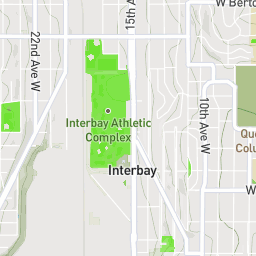 15th A
W Berto
22nd Ave W
Interbay Athletic
Complex
10th Ave W
Que
Colu
Interbay
W